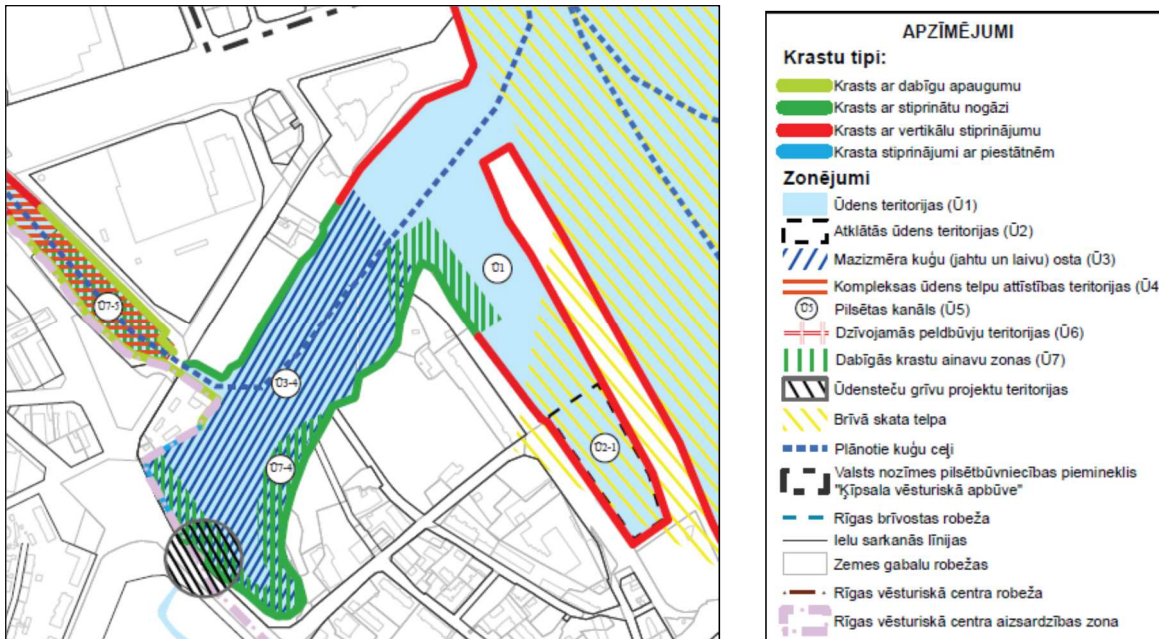 Ū7-5
Ū1
Ū3-4
Ū2-1
Ū7-4
APZĪMĒJUMI
Krastu tipi:
Krasts ar dabīgu apaugumu
Krasts ar stiprinātu nogāzi
Krasts ar vertikālu stiprinājumu
Krasta stiprinājumi ar piestātnēm
Zonējumi
Ūdens teritorijas (Ū1)
Atklātās ūdens teritorijas (Ū2)
Mazizmēra kuģu (jahtu un laivu) osta (Ū3)
Kompleksas ūdens telpu attīstības teritorijas (Ū4
Ū5 Pilsētas kanāls (Ū5)
Dzīvojamās peldbūvju teritorijas (Ū6)
Dabīgās krastu ainavu zonas (Ū7)
Ūdensteču grīvu projektu teritorijas
Brīvā skata telpa
Plānotie kuģu ceļi
Valsts nozīmes pilsētbūvniecības piemineklis
"Ķīpsala vēsturiskā apbūve"
Rīgas brīvostas robeža
Ielu sarkanās līnijas
Zemes gabalu robežas
Rīgas vēsturiskā centra robeža
Rīgas vēsturiskā centra aizsardzības zona